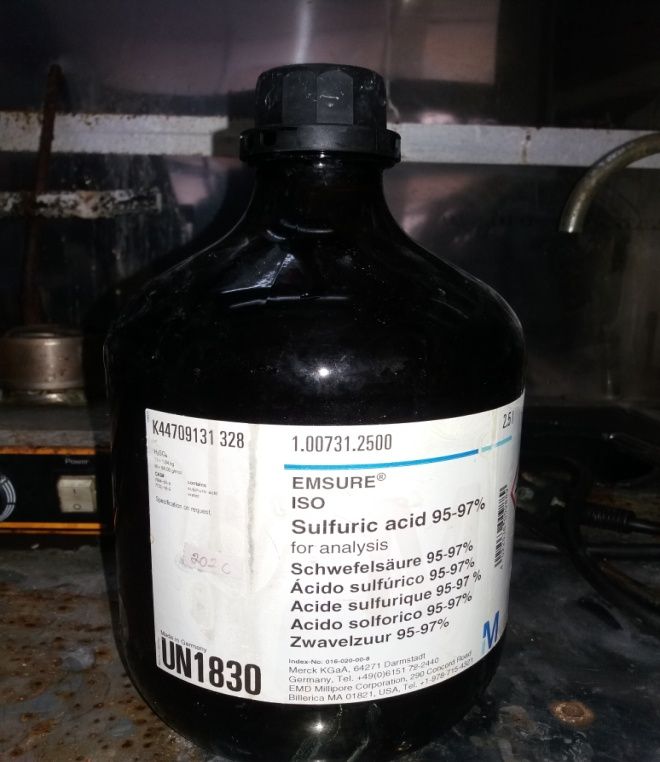 K44709131 328
1.00731.2500
2,5 l
H₂SO₄
contains
Specification on request.
EMSURE®
ISO
Sulfuric acid 95-97%
for analysis
Schwefelsäure 95-97%
Ácido sulfúrico 95-97%
Acide sulfurique 95-97 %
Acido solforico 95-97%
Zwavelzuur 95-97%
Made in Germany
UN1830
Index-No: 016-020-00-8
Merck KGaA, 64271 Darmstadt
Germany, Tel. +49(0)6151 72-2440
EMD Millipore Corporation, 290 Concord Road
Billerica MA 01821, USA, Tel. +1-978-715-4321
M
Power